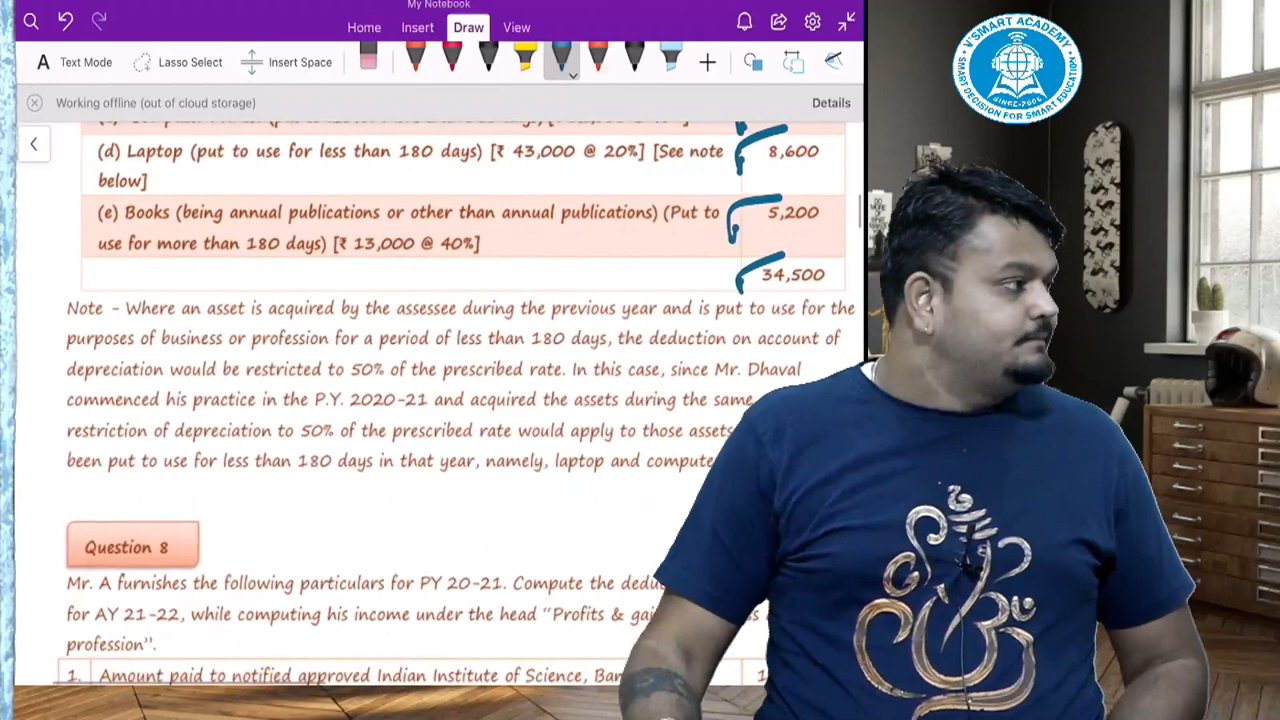 My Notebook
Home Insert Draw View
A Text Mode Lasso Select Insert Space
Working offline (out of cloud storage) Details
(d) Laptop (put to use for less than 180 days) [₹ 43,000 @ 20%] [See note 8,600
below]
(e) Books (being annual publications or other than annual publications) (Put to 5,200
use for more than 180 days) [₹ 13,000 @ 40%]
34,500
Note - Where an asset is acquired by the assessee during the previous year and is put to use for the
purposes of business or profession for a period of less than 180 days, the deduction on account of
depreciation would be restricted to 50% of the prescribed rate. In this case, since Mr. Dhaval
commenced his practice in the P.Y. 2020-21 and acquired the assets during the same
restriction of depreciation to 50% of the prescribed rate would apply to those assets
been put to use for less than 180 days in that year, namely, laptop and
Question 8
Mr. A furnishes the following particulars for PY 20-21. Compute the
for AY 21-22, while computing his income under the head "Profits &
profession".
1. Amount paid to notified approved Indian Institute of Science,
V'SMART ACADEMY
SINCE-2006
SMART DECISION FOR SMART EDUCATION